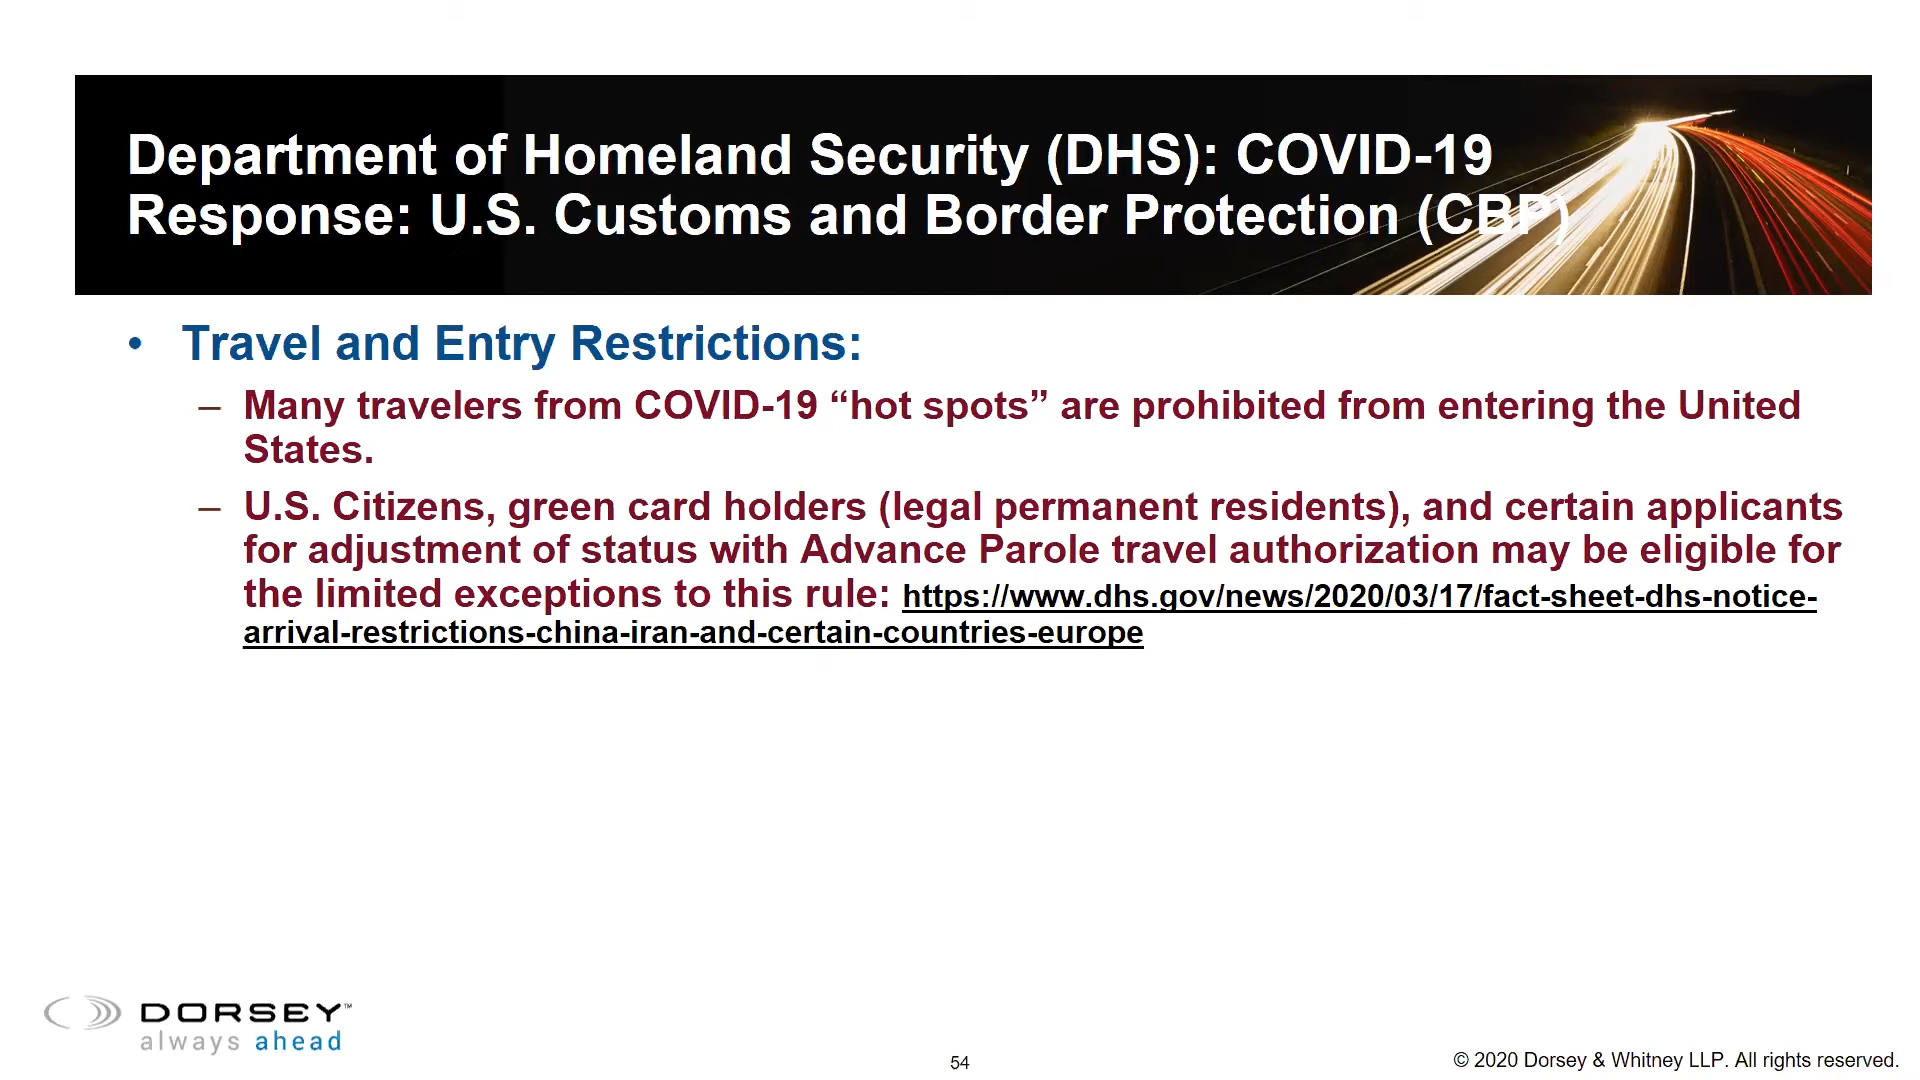 Department of Homeland Security (DHS): COVID-19
Response: U.S. Customs and Border Protection (CBP)
• Travel and Entry Restrictions:
– Many travelers from COVID-19 “hot spots” are prohibited from entering the United
States.
– U.S. Citizens, green card holders (legal permanent residents), and certain applicants
for adjustment of status with Advance Parole travel authorization may be eligible for
the limited exceptions to this rule: https://www.dhs.gov/news/2020/03/17/fact-sheet-dhs-notice-
arrival-restrictions-china-iran-and-certain-countries-europe
DORSEY™
always ahead
54
© 2020 Dorsey & Whitney LLP. All rights reserved.